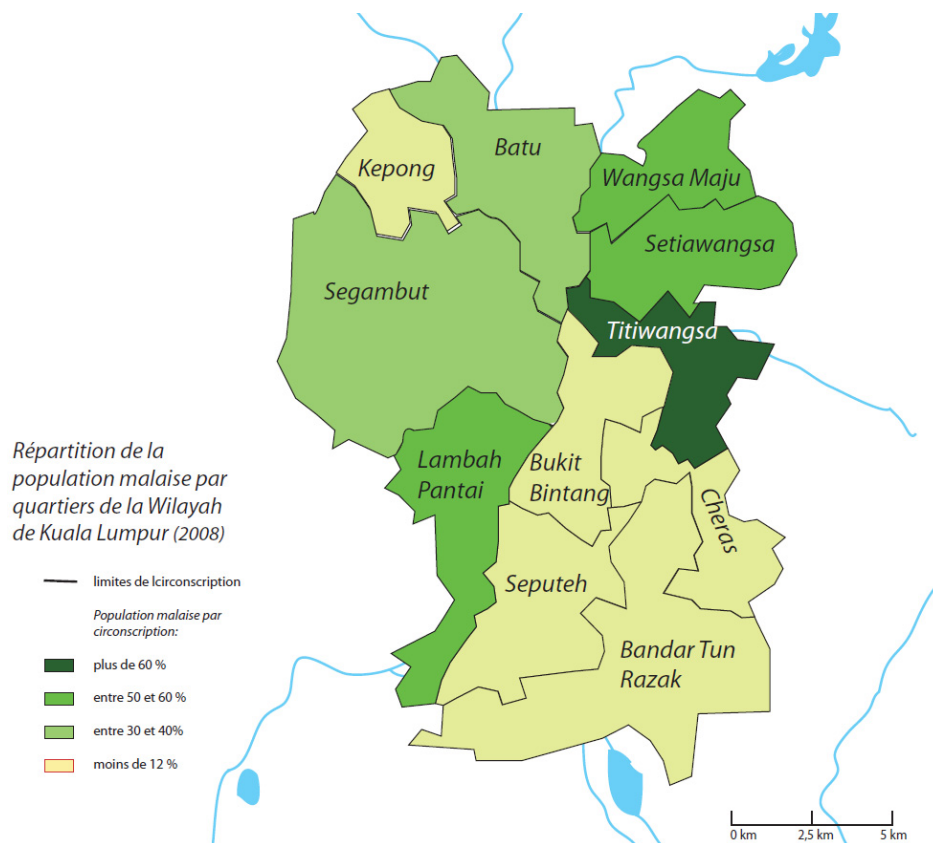 Kepong
Batu
Wangsa Maju
Setiawangsa
Segambut
Titiwangsa
Répartition de la
population malaise par
quartiers de la Wilayah
de Kuala Lumpur (2008)
Lambah
Pantai
Bukit
Bintang
Cheras
Seputeh
Bandar Tun
Razak
limites de lcirconscription
Population malaise par
circonscription:
plus de 60 %
entre 50 et 60 %
entre 30 et 40%
moins de 12 %
0 km
2,5 km
5 km